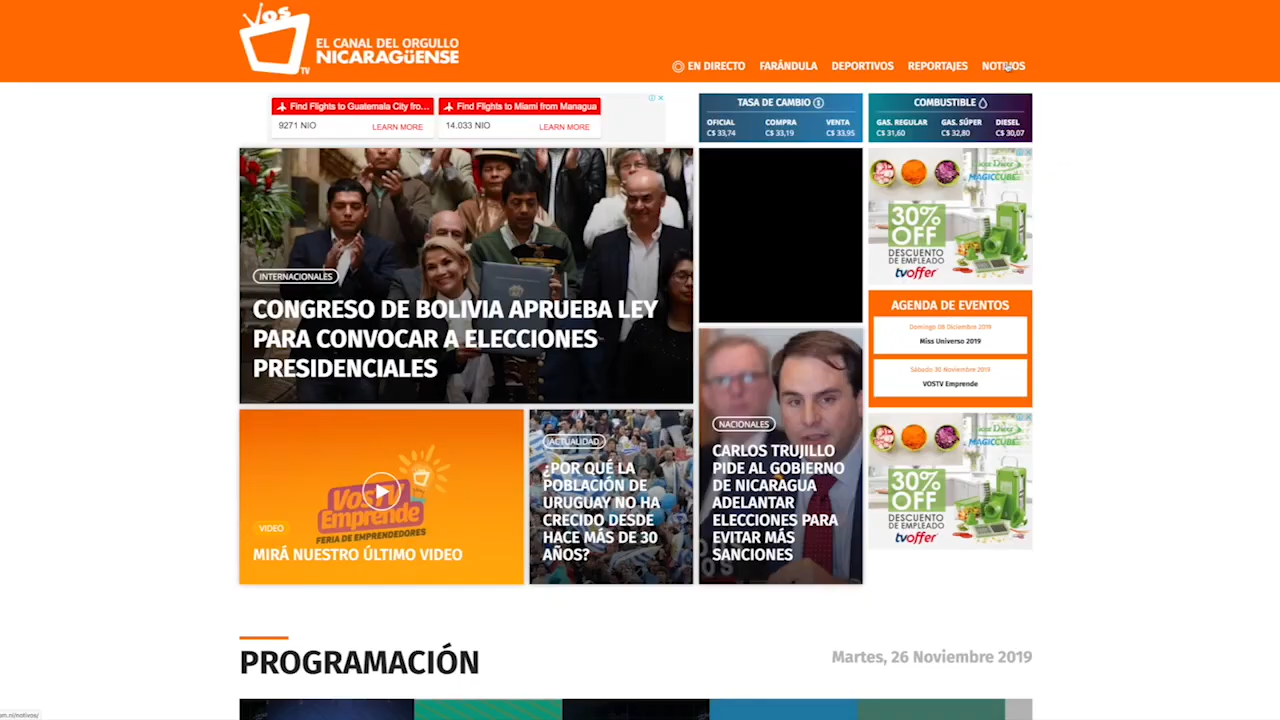 VOS
TV
EL CANAL DEL ORGULLO
NICARAGÜENSE
EN DIRECTO
FARÁNDULA
DEPORTIVOS
REPORTAJES
NOTIVOS
Find Flights to Guatemala City fro...
9271 NIO
LEARN MORE
Find Flights to Miami from Managua
14.033 NIO
LEARN MORE
TASA DE CAMBIO
OFICIAL COMPRA VENTA
C$ 33,74 C$ 33,19 C$ 33,95
COMBUSTIBLE
GAS. REGULAR GAS. SÚPER DIESEL
C$ 31,60 C$ 32,80 C$ 30,07
INTERNACIONALES
CONGRESO DE BOLIVIA APRUEBA LEY
PARA CONVOCAR A ELECCIONES
PRESIDENCIALES
MAGICCUBE
30%
OFF
DESCUENTO
DE EMPLEADO
tvoffer
AGENDA DE EVENTOS
Domingo 08 Diciembre 2019
Miss Universo 2019
Sábado 30 Noviembre 2019
VOSTV Emprende
VosTV
Emprende
FERIA DE EMPRENDEDORES
VIDEO
MIRÁ NUESTRO ÚLTIMO VIDEO
ACTUALIDAD
¿POR QUÉ LA
POBLACIÓN DE
URUGUAY NO HA
CRECIDO DESDE
HACE MÁS DE 30
AÑOS?
NACIONALES
CARLOS TRUJILLO
PIDE AL GOBIERNO
DE NICARAGUA
ADELANTAR
ELECCIONES PARA
EVITAR MÁS
SANCIONES
MAGICCUBE
30%
OFF
DESCUENTO
DE EMPLEADO
tvoffer
PROGRAMACIÓN
Martes, 26 Noviembre 2019
om.ni/notivos/